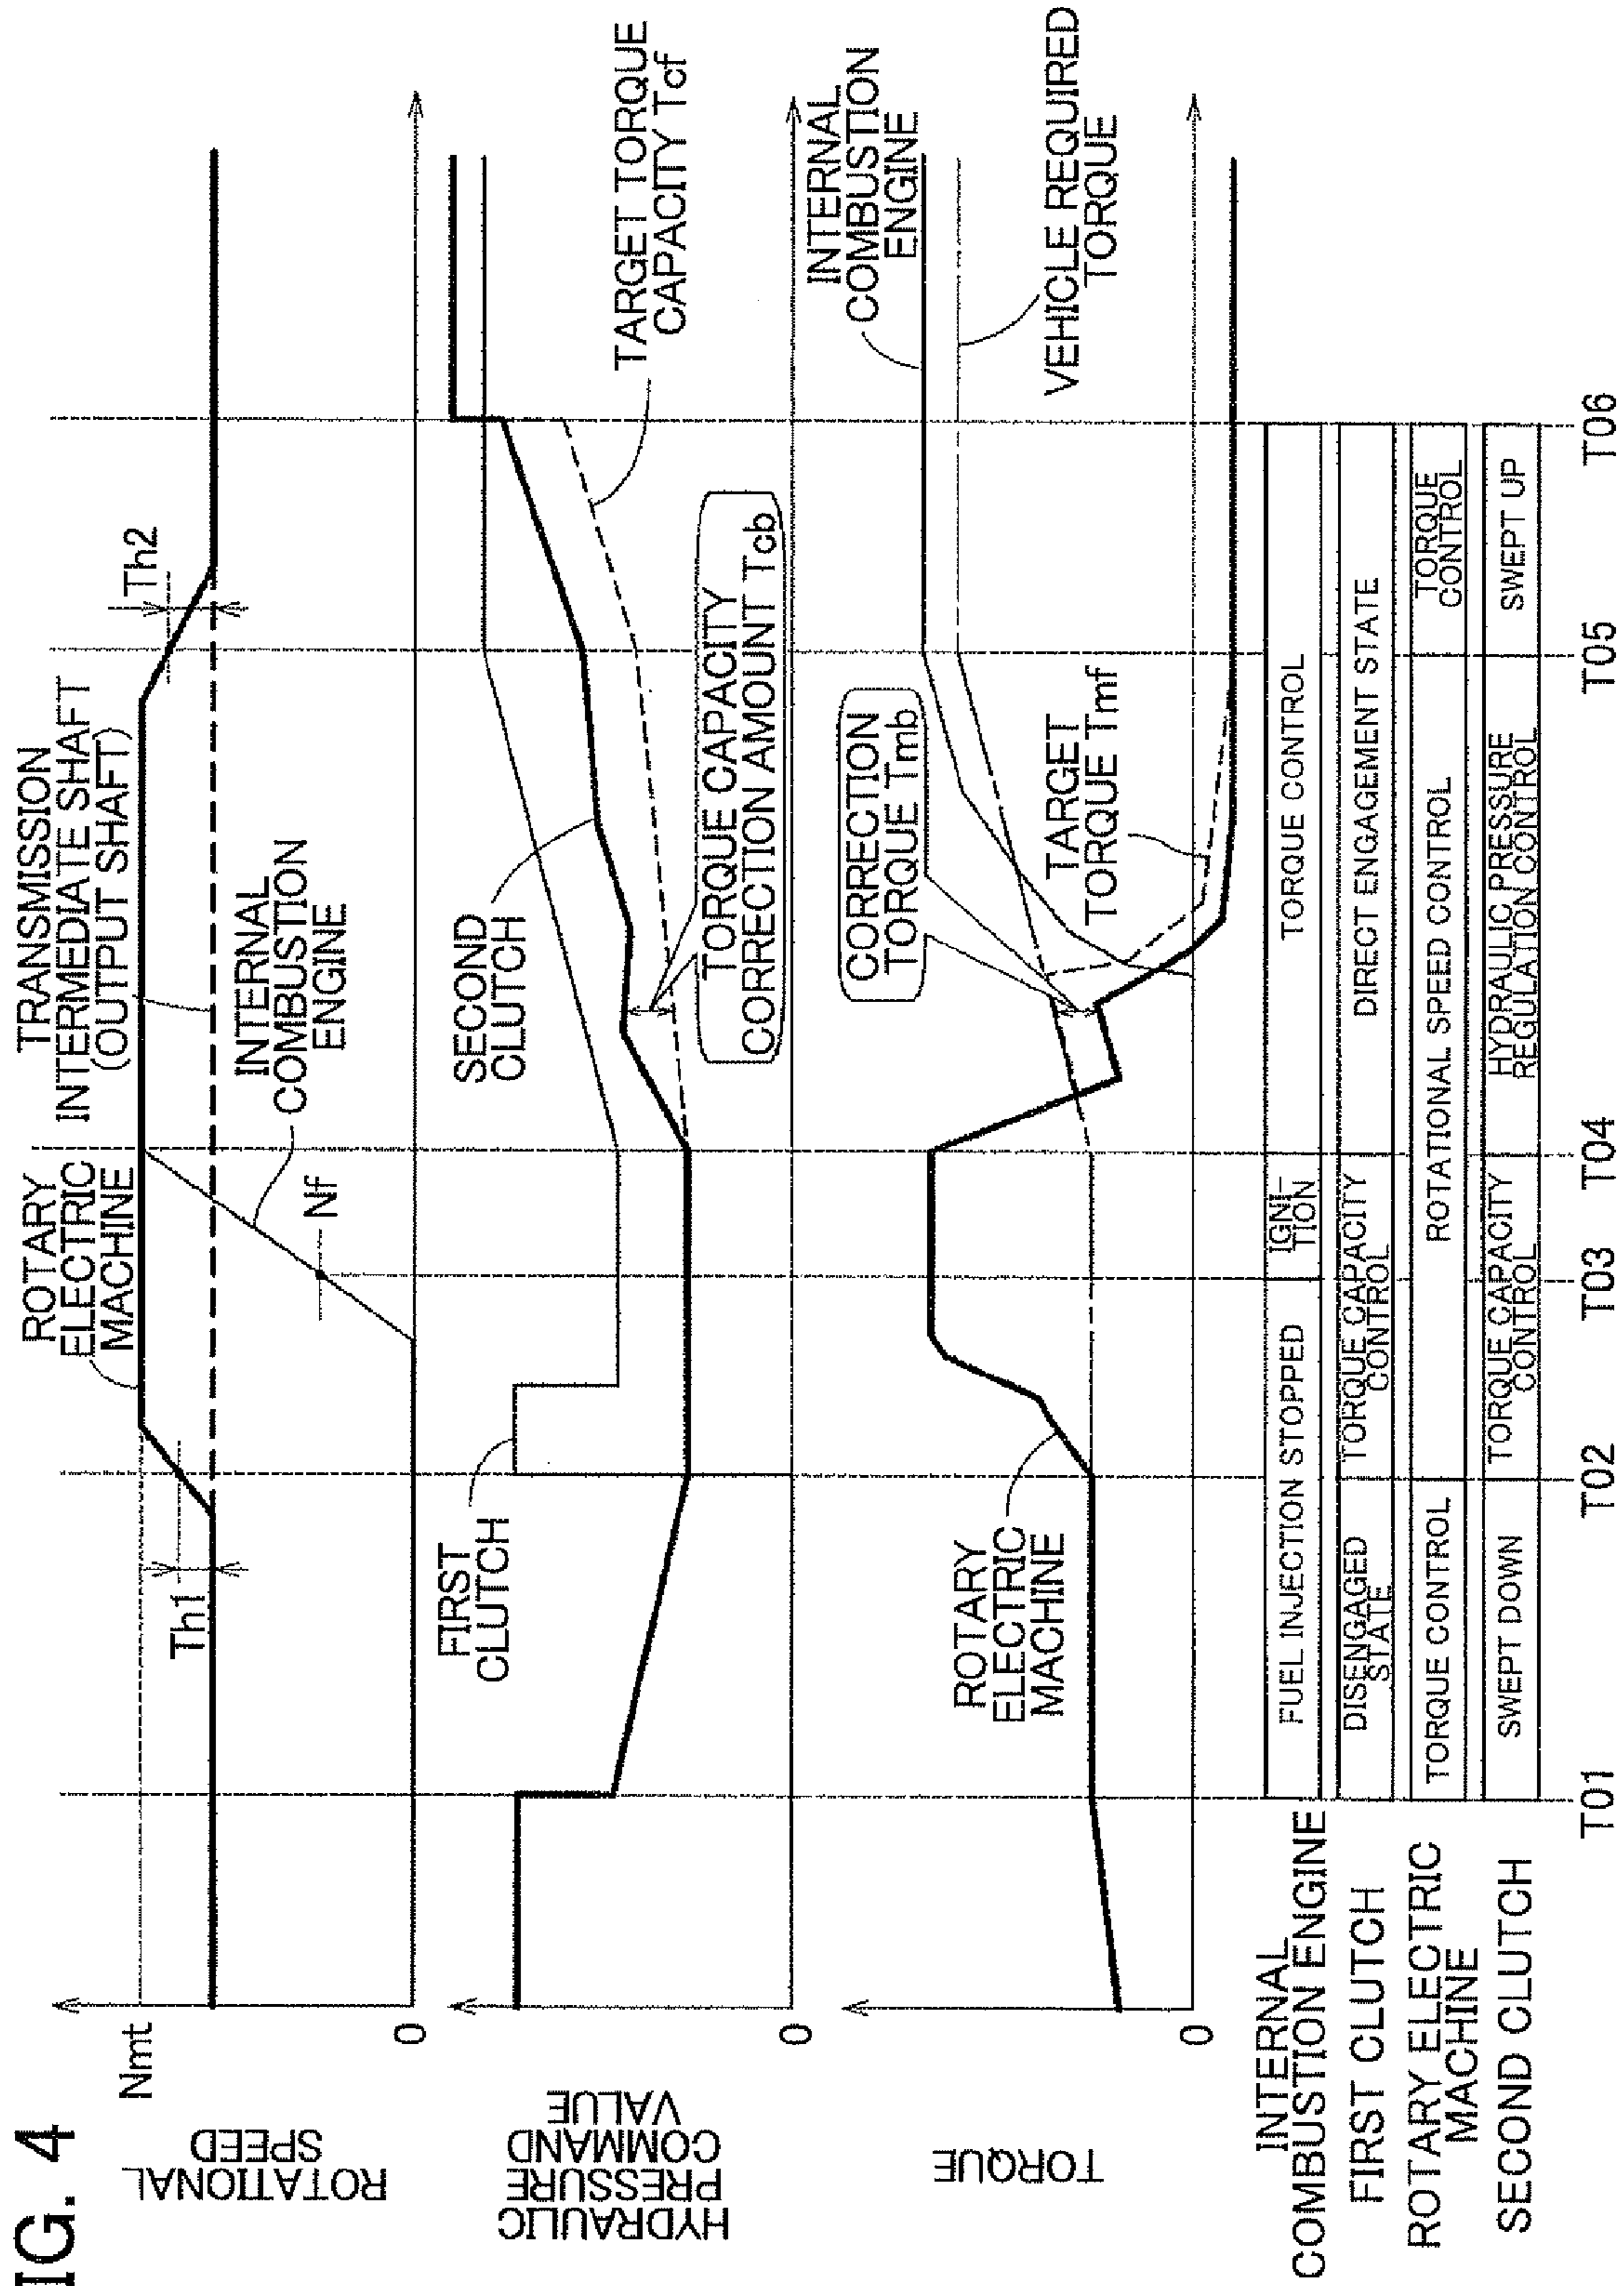 IG. 4
ROTATIONAL
SPEED
Nmt
0
Th1
ROTARY
ELECTRIC
MACHINE
TRANSMISSION
INTERMEDIATE SHAFT
(OUTPUT SHAFT)
INTERNAL
COMBUSTION
ENGINE
Nf
Th2
HYDRAULIC
PRESSURE
COMMAND
VALUE
0
FIRST
CLUTCH
SECOND
CLUTCH
TORQUE CAPACITY
CORRECTION AMOUNT Tcb
TARGET TORQUE
CAPACITY Tcf
TORQUE
0
ROTARY
ELECTRIC
MACHINE
CORRECTION
TORQUE Tmb
TARGET
TORQUE Tmf
INTERNAL
COMBUSTION
ENGINE
VEHICLE REQUIRED
TORQUE
INTERNAL
COMBUSTION ENGINE
FUEL INJECTION STOPPED
IGNI-
TION
TORQUE CONTROL
FIRST CLUTCH
DISENGAGED
STATE
TORQUE CAPACITY
CONTROL
DIRECT ENGAGEMENT STATE
ROTARY ELECTRIC
MACHINE
TORQUE CONTROL
ROTATIONAL SPEED CONTROL
TORQUE
CONTROL
SECOND CLUTCH
SWEPT DOWN
TORQUE CAPACITY
CONTROL
HYDRAULIC PRESSURE
REGULATION CONTROL
SWEPT UP
T01
T02
T03
T04
T05
T06